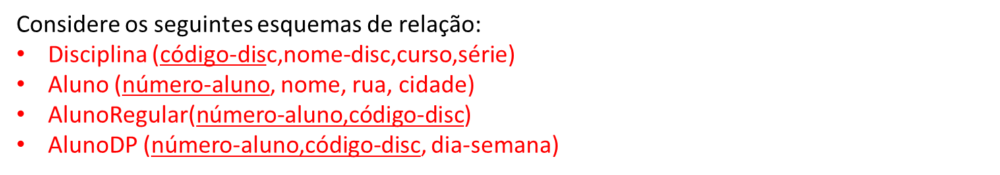 Considere os seguintes esquemas de relação:
• Disciplina (código-disc,nome-disc,curso,série)
• Aluno (número-aluno, nome, rua, cidade)
• AlunoRegular(número-aluno,código-disc)
• AlunoDP (número-aluno,código-disc, dia-semana)